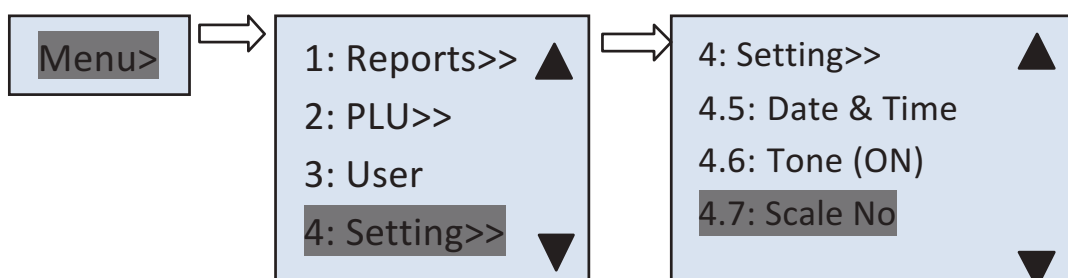 Menu>
1: Reports>>
2: PLU>>
3: User
4: Setting>>
4: Setting>>
4.5: Date & Time
4.6: Tone (ON)
4.7: Scale No